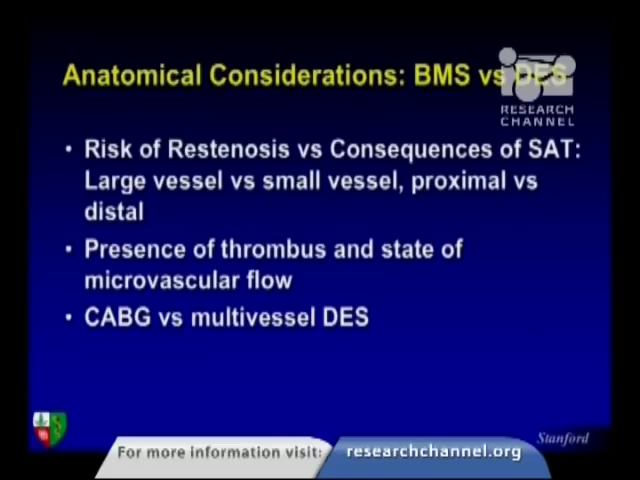 Anatomical Considerations: BMS vs DES
RESEARCH
CHANNEL
• Risk of Restenosis vs Consequences of SAT:
Large vessel vs small vessel, proximal vs
distal
• Presence of thrombus and state of
microvascular flow
• CABG vs multivessel DES
Stanford
For more information visit: researchchannel.org